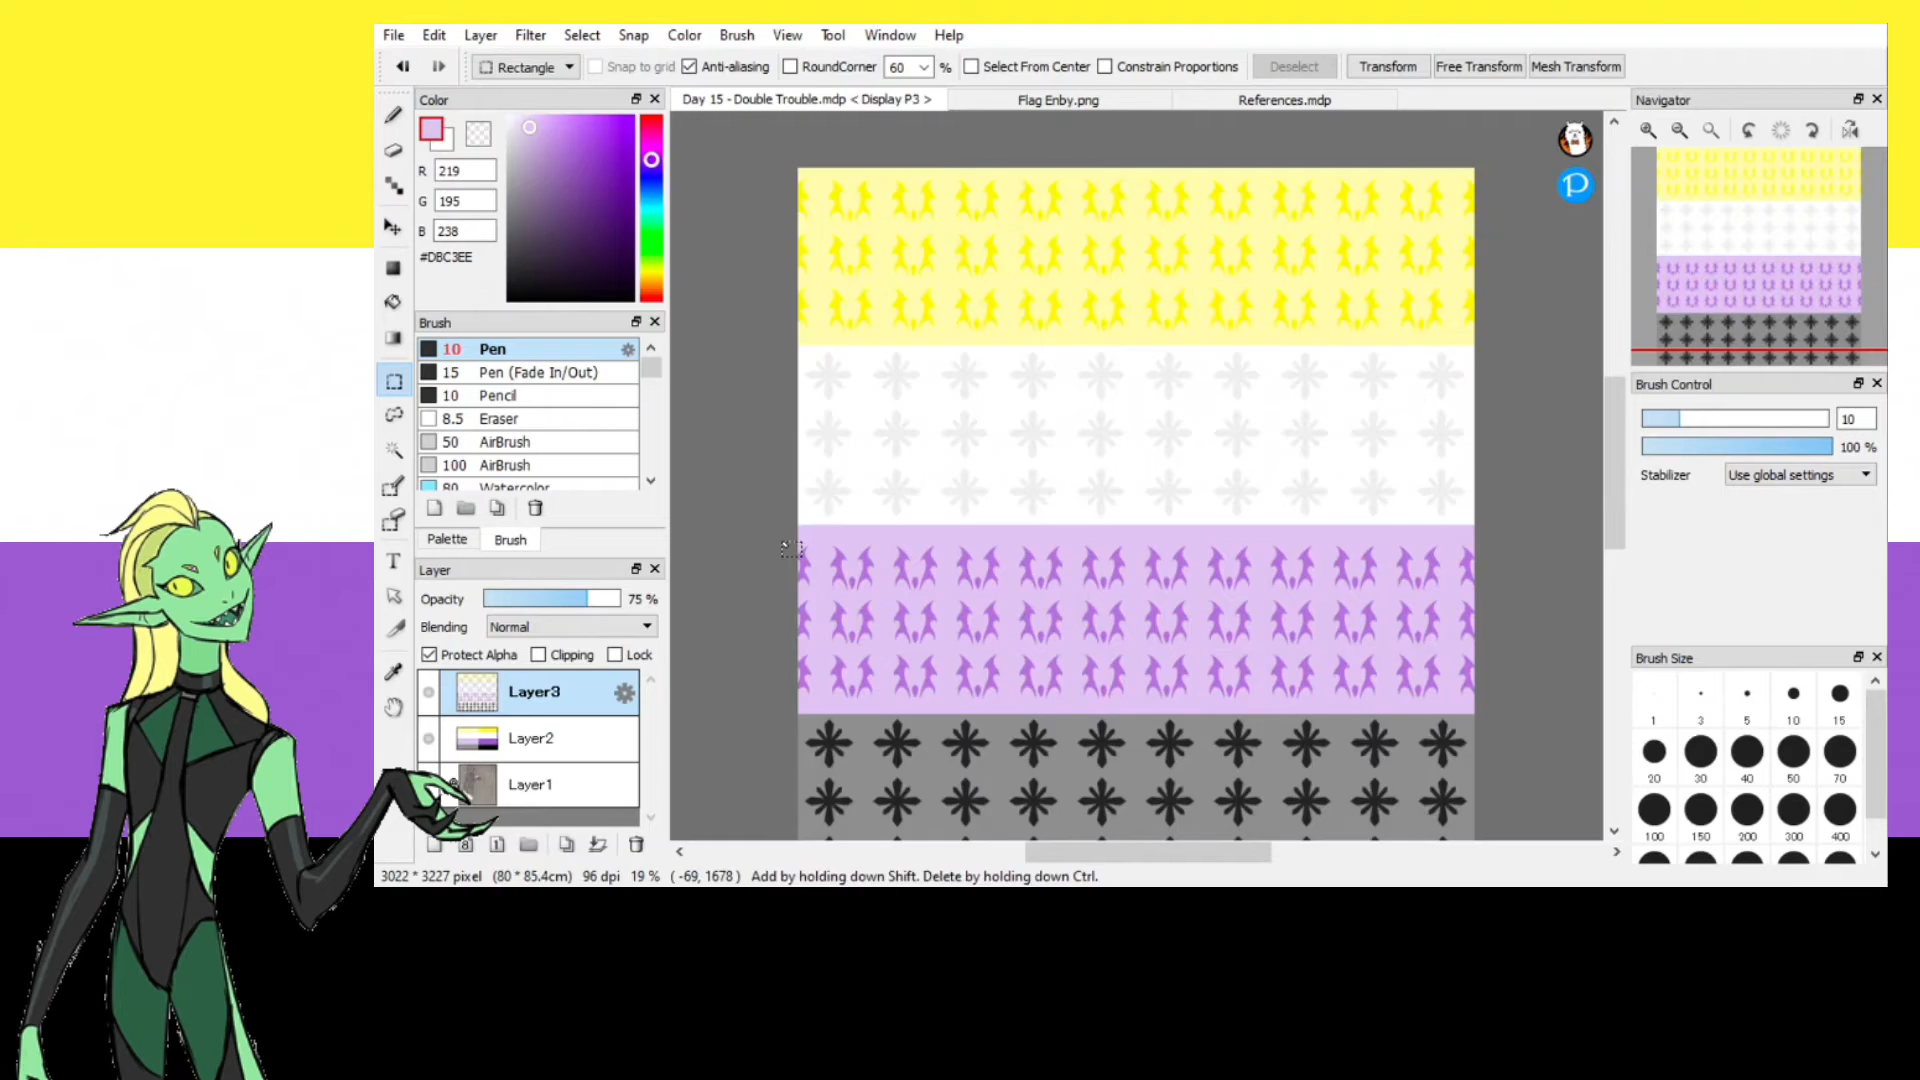 File Edit Layer Filter Select Snap Color Brush View Tool Window Help
Rectangle Snap to grid Anti-aliasing RoundCorner 60 % Select From Center Constrain Proportions Deselect Transform Free Transform Mesh Transform
Color
R 219
G 195
B 238
#DBC3EE
Brush
10 Pen
15 Pen (Fade In/Out)
10 Pencil
8.5 Eraser
50 AirBrush
100 AirBrush
80 Watercolor
Palette Brush
Layer
Opacity 75 %
Blending Normal
Protect Alpha Clipping Lock
Layer3
Layer2
Layer1
8 1
Day 15 - Double Trouble.mdp < Display P3 > Flag Enby.png References.mdp
P
Navigator
Brush Control
10
100 %
Stabilizer Use global settings
Brush Size
1 3 5 10 15
20 30 40 50 70
100 150 200 300 400
T
3022 * 3227 pixel (80 * 85.4cm) 96 dpi 19 % ( -69, 1678 ) Add by holding down Shift. Delete by holding down Ctrl.